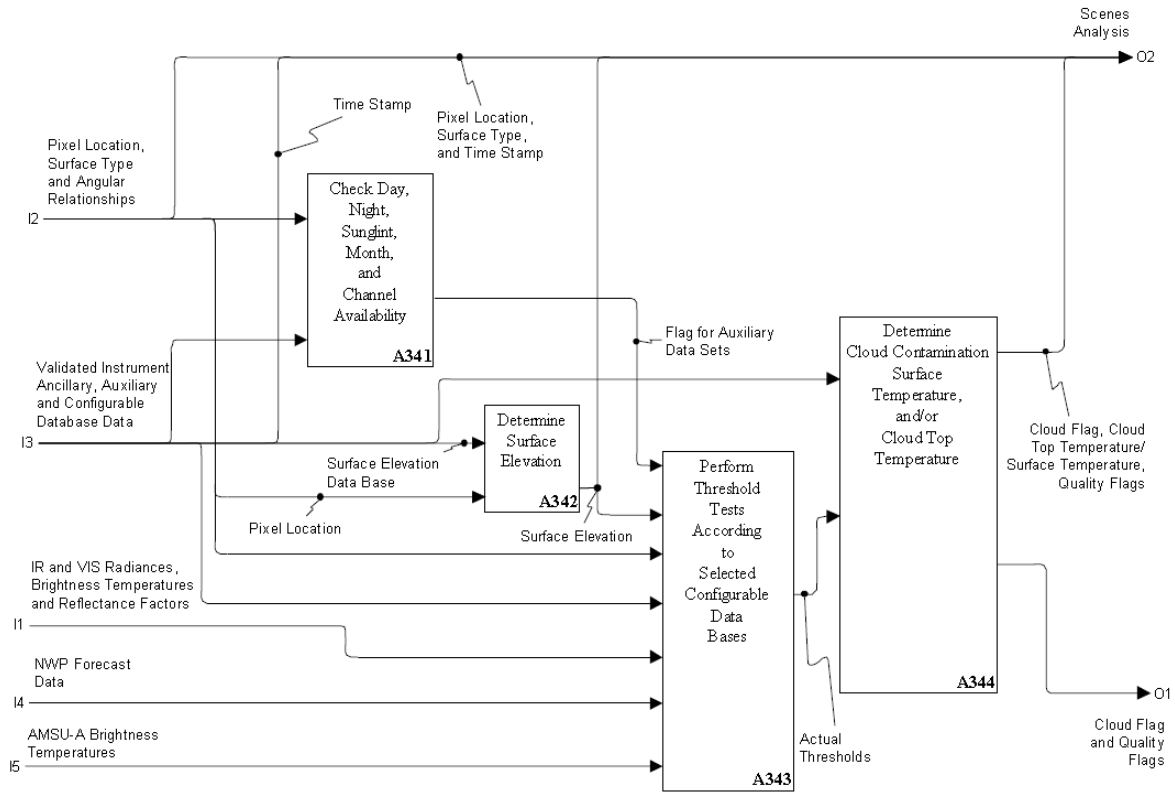 Scenes
Analysis
O2
Time Stamp
Pixel Location,
Surface Type,
and Time Stamp
Pixel Location,
Surface Type
and Angular
Relationships
I2
Check Day,
Night,
Sunglint,
Month,
and
Channel
Availability
A341
Flag for Auxiliary
Data Sets
Validated Instrument
Ancillary, Auxiliary
and Configurable
Database Data
I3
Determine
Surface
Elevation
A342
Surface Elevation
Data Base
Pixel Location
Surface Elevation
Determine
Cloud Contamination
Surface
Temperature,
and/or
Cloud Top
Temperature
A344
Cloud Flag, Cloud
Top Temperature/
Surface Temperature,
Quality Flags
Perform
Threshold
Tests
According
to
Selected
Configurable
Data
Bases
A343
IR and VIS Radiances,
Brightness Temperatures
and Reflectance Factors
I1
NWP Forecast
Data
I4
AMSU-A Brightness
Temperatures
I5
Actual
Thresholds
O1
Cloud Flag
and Quality
Flags